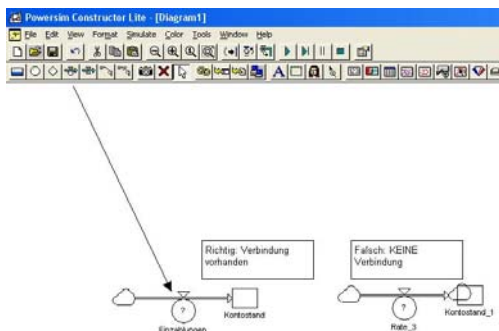 Powersim Constructor Lite - [Diagram1]
File Edit View Format Simulate Color Tools Window Help
A
Richtig: Verbindung
vorhanden
Falsch: KEINE
Verbindung
?
Einzahlungen
Kontostand
?
Rate_3
Kontostand_1